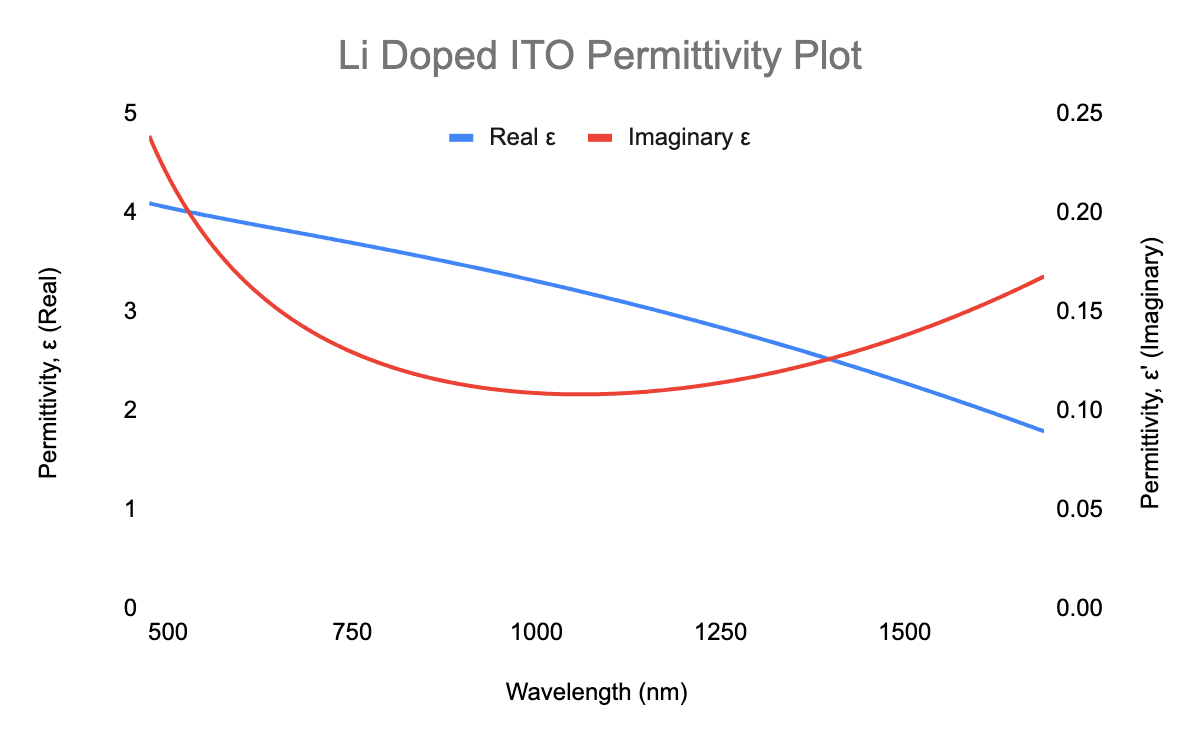 Li Doped ITO Permittivity Plot
Real ε
Imaginary ε
Permittivity, ε (Real)
5
4
3
2
1
0
0.25
0.20
0.15
0.10
0.05
0.00
Permittivity, ε' (Imaginary)
500 750 1000 1250 1500
Wavelength (nm)